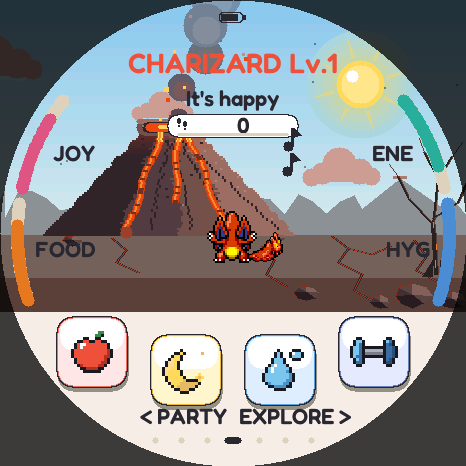 CHARIZARD Lv.1
It's happy
0
JOY
ENE
FOOD
HYG
<PARTY EXPLORE>